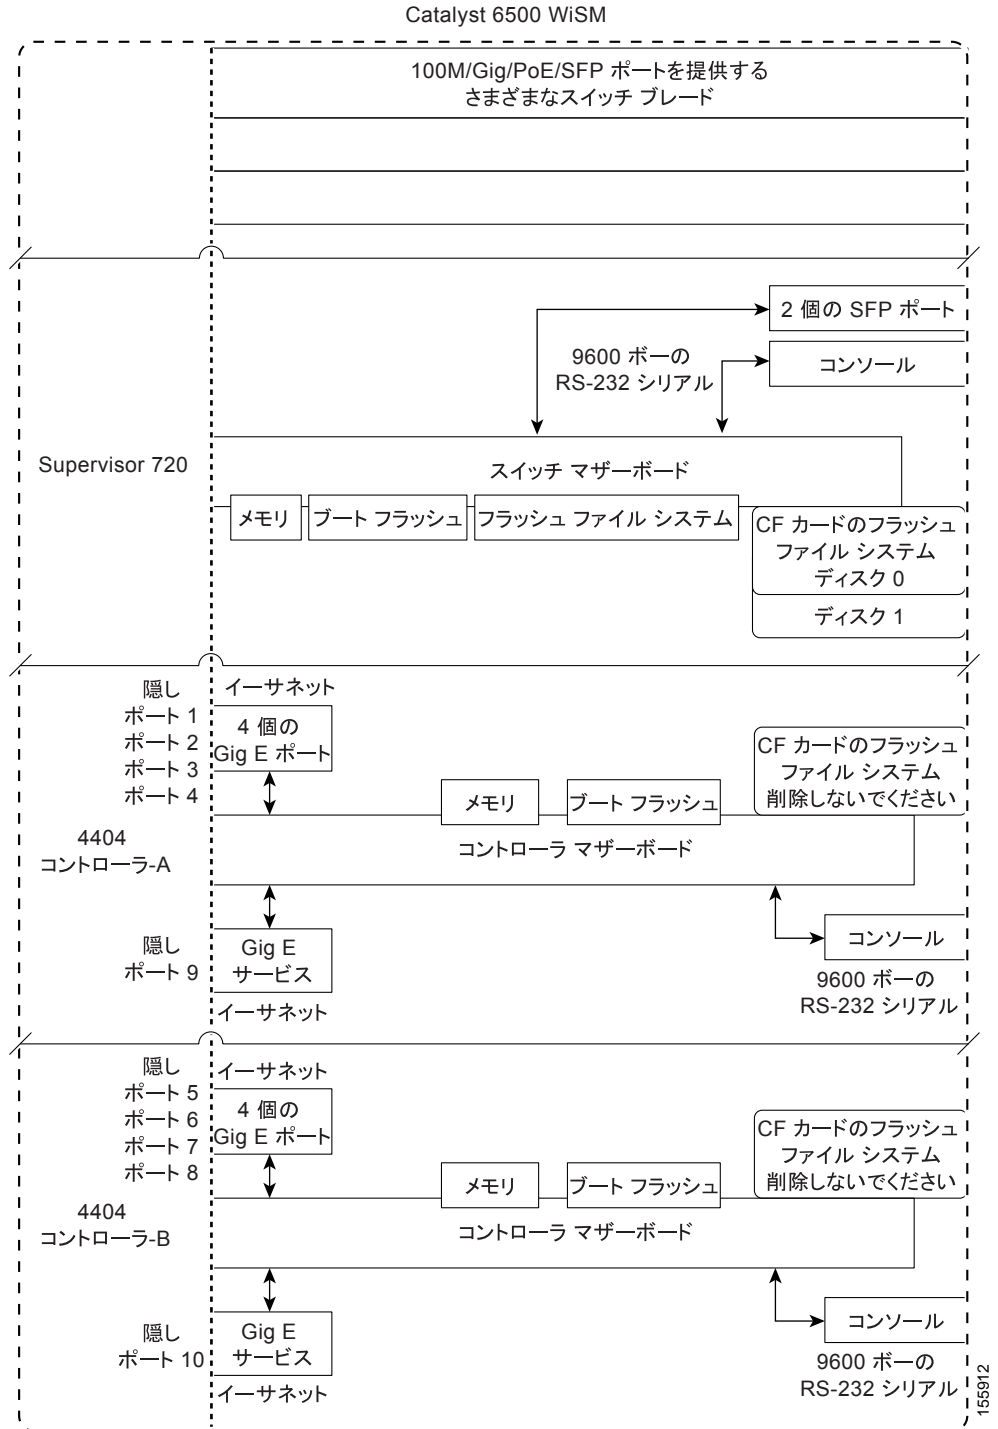 Catalyst 6500 WiSM
100M/Gig/PoE/SFP ポートを提供する
さまざまなスイッチ ブレード
2 個の SFP ポート
9600 ボーの
RS-232 シリアル
コンソール
Supervisor 720
スイッチ マザーボード
メモリ
ブート フラッシュ
フラッシュ ファイル システム
CF カードのフラッシュ
ファイル システム
ディスク 0
ディスク 1
隠し
ポート 1
ポート 2
ポート 3
ポート 4
イーサネット
4 個の
Gig E ポート
CF カードのフラッシュ
ファイル システム
削除しないでください
メモリ
ブート フラッシュ
4404
コントローラ-A
コントローラ マザーボード
隠し
ポート 9
Gig E
サービス
イーサネット
コンソール
9600 ボーの
RS-232 シリアル
隠し
ポート 5
ポート 6
ポート 7
ポート 8
イーサネット
4 個の
Gig E ポート
CF カードのフラッシュ
ファイル システム
削除しないでください
メモリ
ブート フラッシュ
4404
コントローラ-B
コントローラ マザーボード
隠し
ポート 10
Gig E
サービス
イーサネット
コンソール
9600 ボーの
RS-232 シリアル
155912